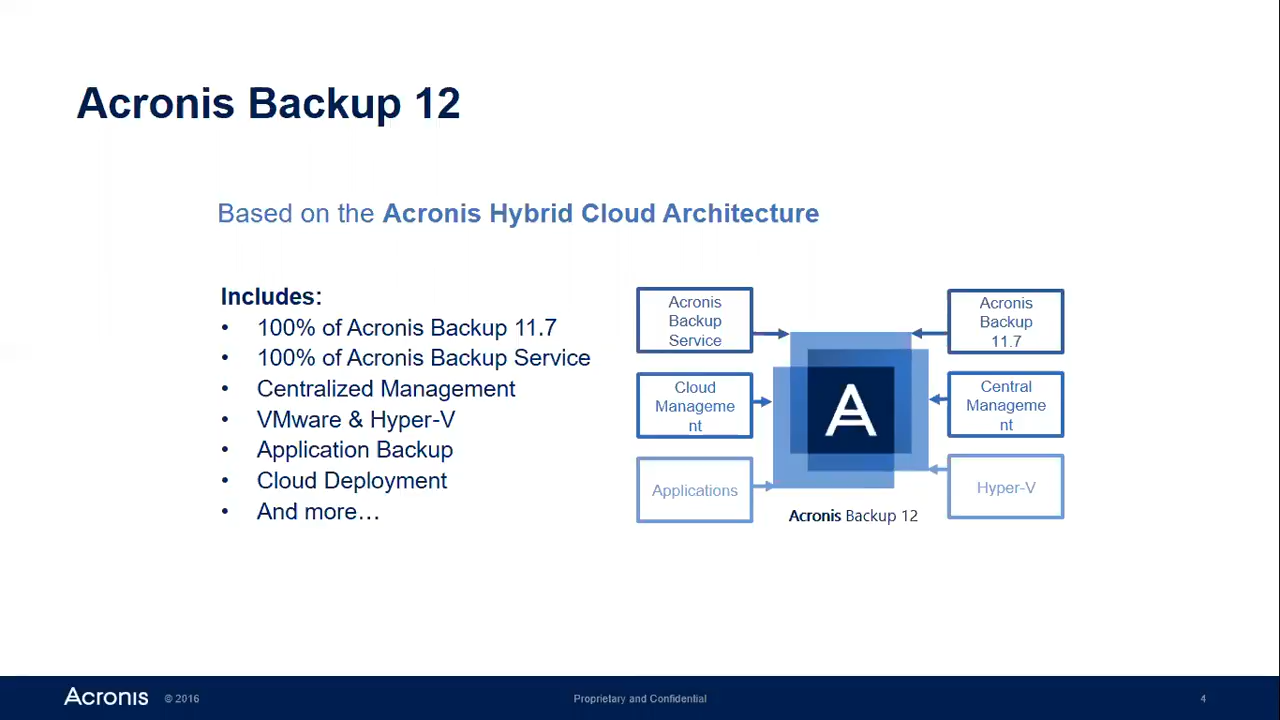 Acronis Backup 12
Based on the Acronis Hybrid Cloud Architecture
Includes:
• 100% of Acronis Backup 11.7
• 100% of Acronis Backup Service
• Centralized Management
• VMware & Hyper-V
• Application Backup
• Cloud Deployment
• And more…
Acronis
Backup
Service
Cloud
Manageme
nt
Applications
Acronis
Backup
11.7
Central
Manageme
nt
Hyper-V
A
Acronis Backup 12
Acronis © 2016
Proprietary and Confidential
4